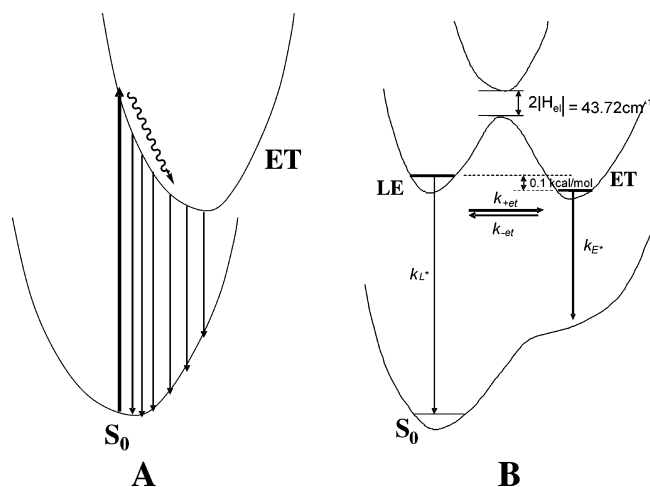 ET
S0
A
2|Hel| = 43.72cm-1
LE
0.1 kcal/mol
ET
k+et
k-et
kL*
kE*
S0
B